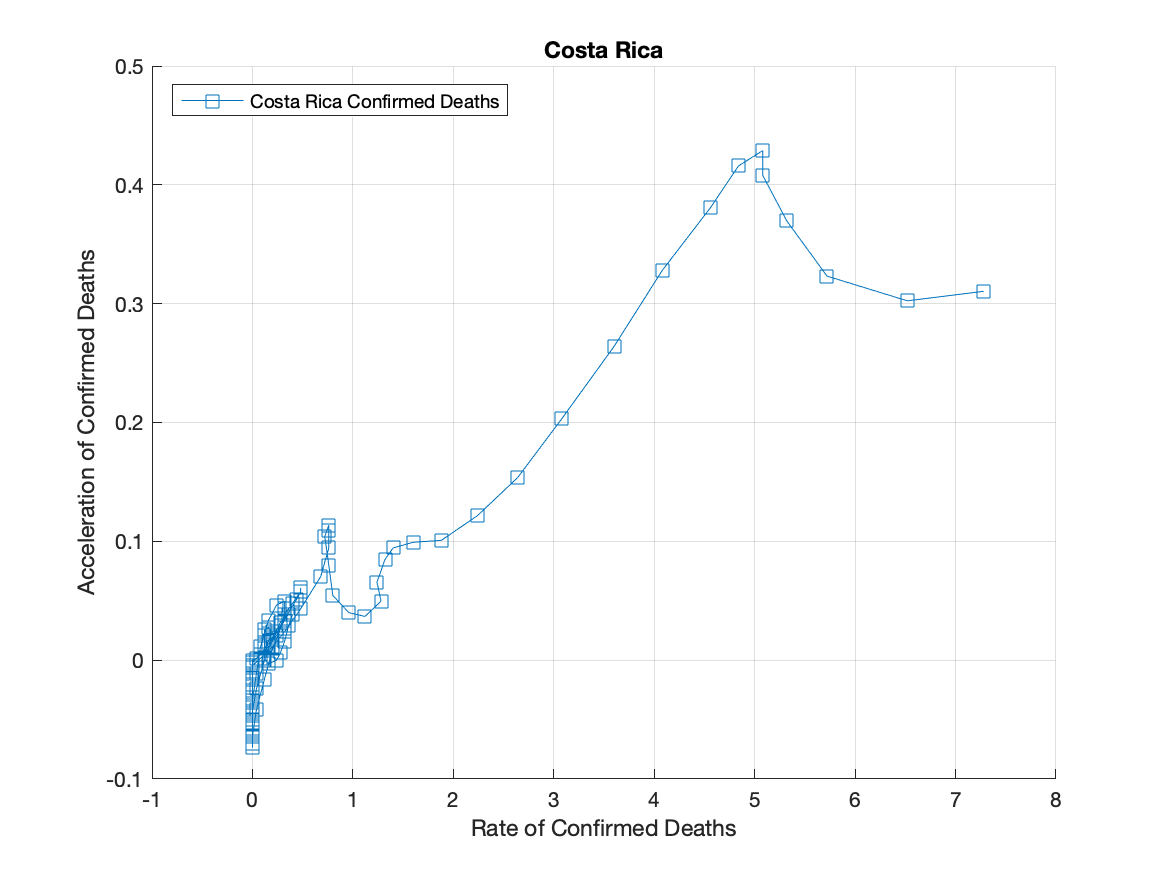 Costa Rica
Costa Rica Confirmed Deaths
0.5
0.4
0.3
0.2
0.1
0
-0.1
Acceleration of Confirmed Deaths
-1 0 1 2 3 4 5 6 7 8
Rate of Confirmed Deaths